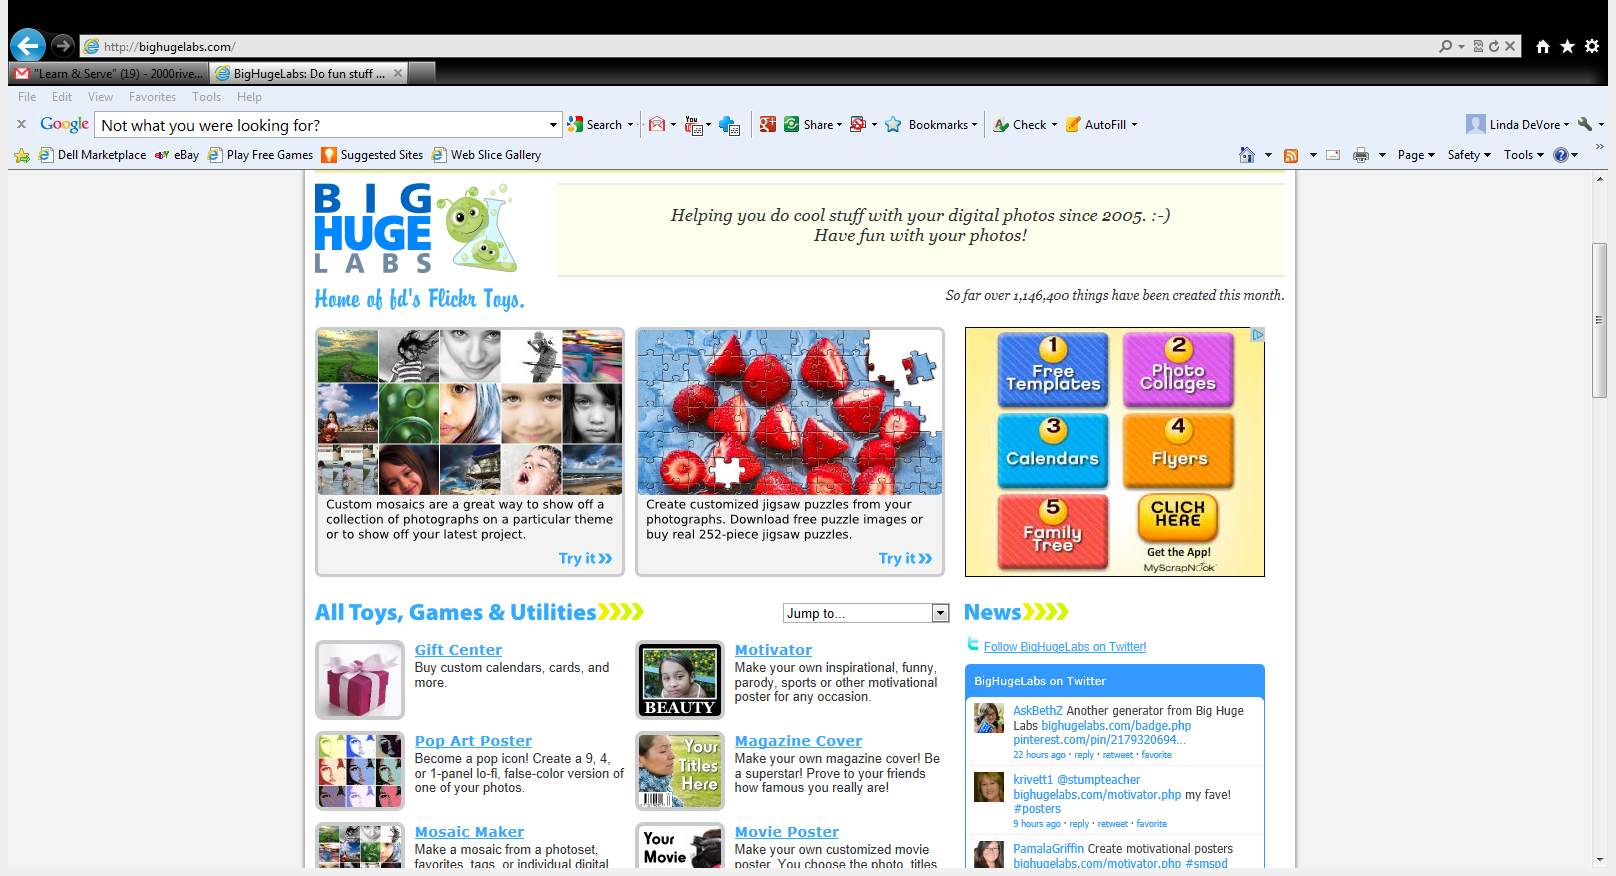 http://bighugelabs.com/
"Learn & Serve" (19) - 2000rive...
BigHugeLabs: Do fun stuff ...
File Edit View Favorites Tools Help
x Google Not what you were looking for? Search Share Bookmarks Check AutoFill Linda DeVore
Dell Marketplace eBay Play Free Games Suggested Sites Web Slice Gallery Page Safety Tools
BIG
HUGE
LABS
Home of fd's Flickr Toys.
Helping you do cool stuff with your digital photos since 2005. :-)
Have fun with your photos!
So far over 1,146,400 things have been created this month.
Custom mosaics are a great way to show off a
collection of photographs on a particular theme
or to show off your latest project.
Try it »
Create customized jigsaw puzzles from your
photographs. Download free puzzle images or
buy real 252-piece jigsaw puzzles.
Try it »
1
Free
Templates
2
Photo
Collages
3
Calendars
4
Flyers
5
Family
Tree
CLICK
HERE
Get the App!
MyScrapNook
All Toys, Games & Utilities
Jump to...
Gift Center
Buy custom calendars, cards, and
more.
BEAUTY
Motivator
Make your own inspirational, funny,
parody, sports or other motivational
poster for any occasion.
Pop Art Poster
Become a pop icon! Create a 9, 4,
or 1-panel lo-fi, false-color version of
one of your photos.
Your
Titles
Here
Magazine Cover
Make your own magazine cover! Be
a superstar! Prove to your friends
how famous you really are!
Mosaic Maker
Make a mosaic from a photoset,
favorites, tags, or individual digital
Your
Movie
Movie Poster
Make your own customized movie
poster. You choose the photo, titles
News
Follow BigHugeLabs on Twitter!
BigHugeLabs on Twitter
AskBethZ Another generator from Big Huge
Labs bighugelabs.com/badge.php
pinterest.com/pin/2179320694...
22 hours ago · reply · retweet · favorite
krivett1 @stumpteacher
bighugelabs.com/motivator.php my fave!
#posters
9 hours ago · reply · retweet · favorite
PamalaGriffin Create motivational posters
bighugelabs.com/motivator.php #smspd